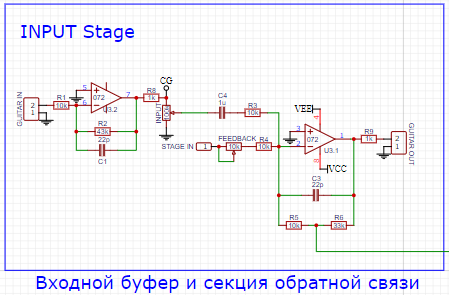 INPUT Stage
GUITAR IN
2
1
R1
10k
5
6
072
U3.2
7
R2
43k
22p
C1
R8
1k
CG
INPUT
C4
1u
R3
10k
STAGE IN
1
FEEDBACK
10k
R4
10k
VEE
4
3
2
072
U3.1
1
8
VCC
R9
1k
2
1
GUITAR OUT
C3
22p
R5
10k
R6
33k
Входной буфер и секция обратной связи